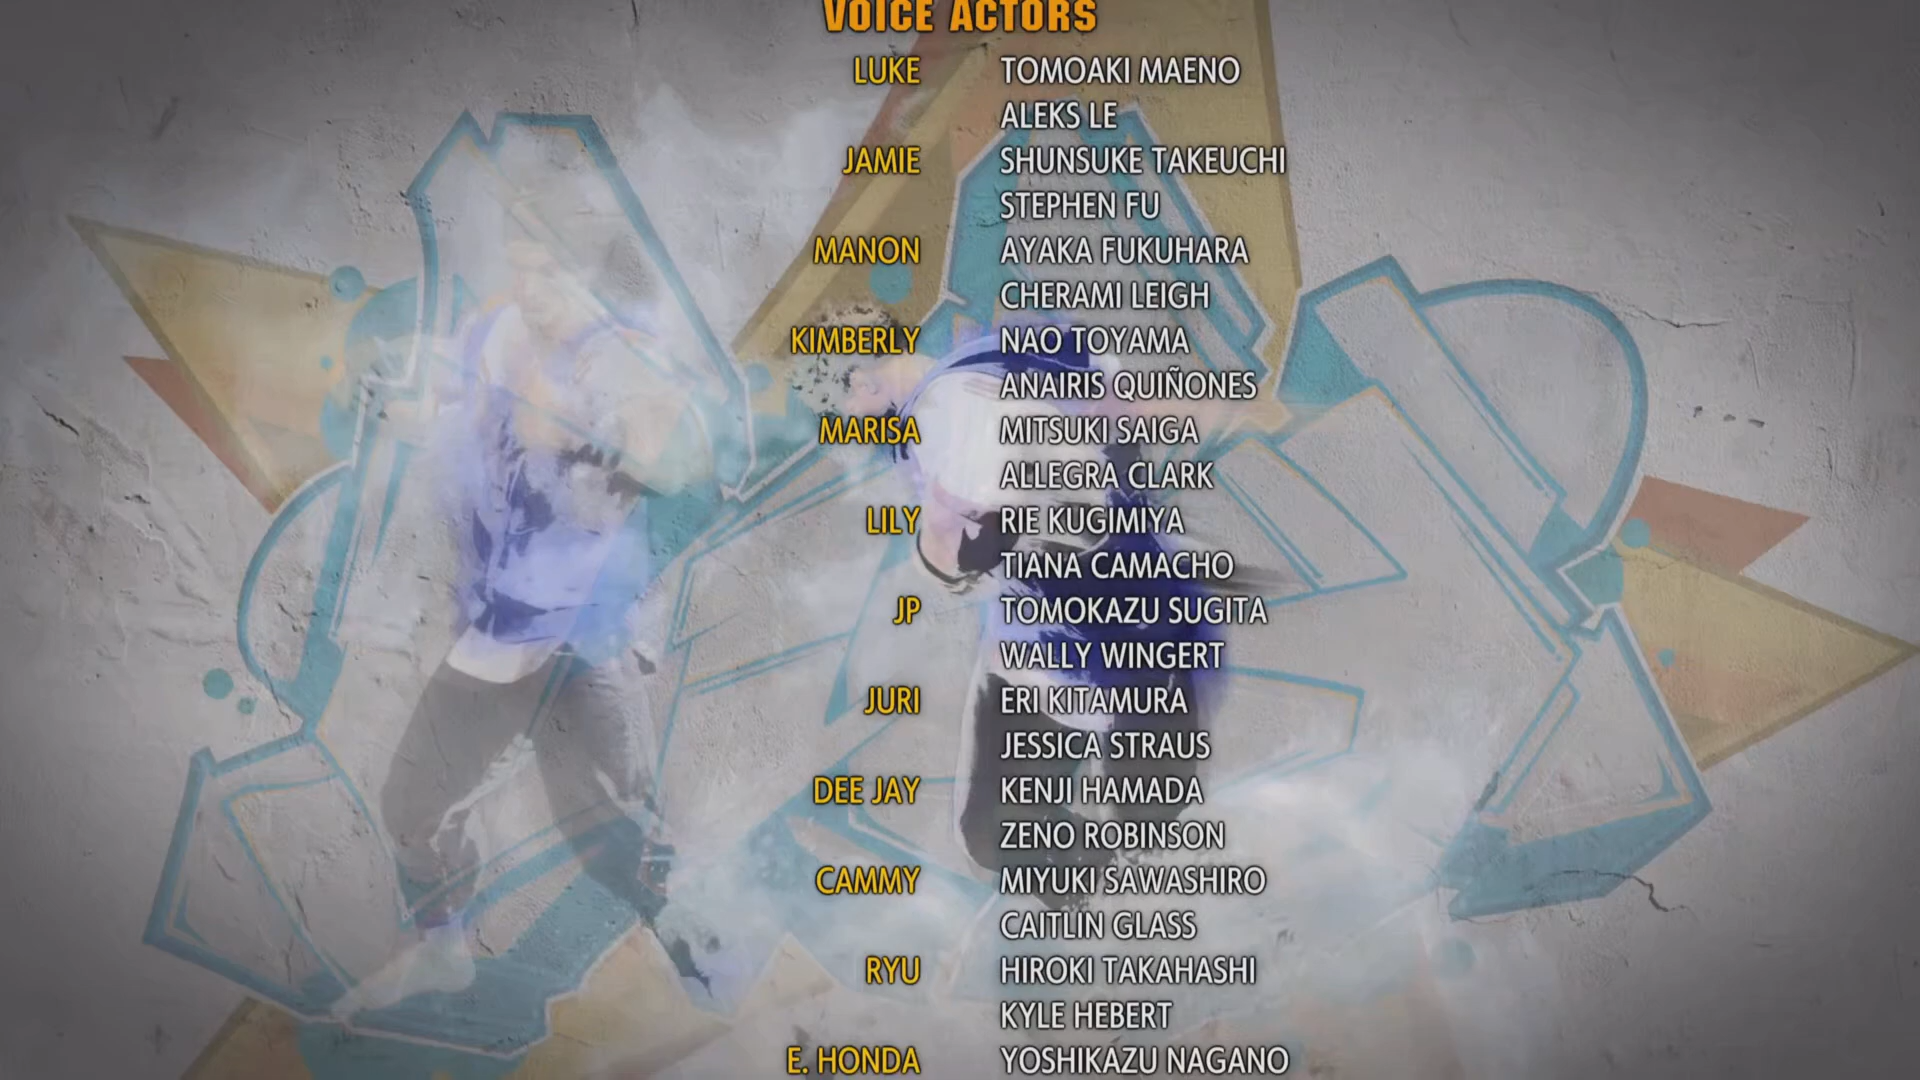 VOICE ACTORS
LUKE TOMOAKI MAENO
ALEKS LE
JAMIE SHUNSUKE TAKEUCHI
STEPHEN FU
MANON AYAKA FUKUHARA
CHERAMI LEIGH
KIMBERLY NAO TOYAMA
ANAIRIS QUIÑONES
MARISA MITSUKI SAIGA
ALLEGRA CLARK
LILY RIE KUGIMIYA
TIANA CAMACHO
JP TOMOKAZU SUGITA
WALLY WINGERT
JURI ERI KITAMURA
JESSICA STRAUS
DEE JAY KENJI HAMADA
ZENO ROBINSON
CAMMY MIYUKI SAWASHIRO
CAITLIN GLASS
RYU HIROKI TAKAHASHI
KYLE HEBERT
E. HONDA YOSHIKAZU NAGANO